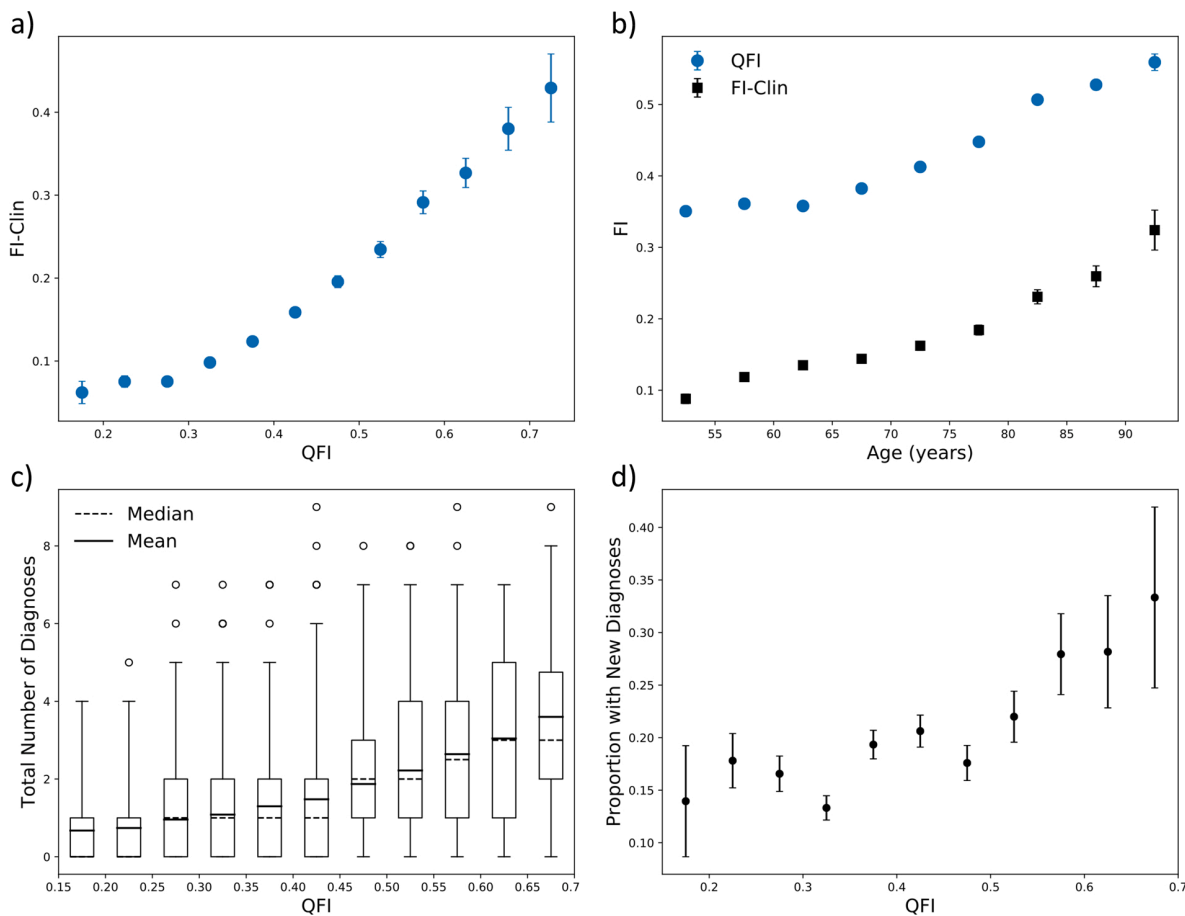 a)
0.4
0.3
0.2
0.1
FI-Clin
0.2 0.3 0.4 0.5 0.6 0.7
QFI
b)
QFI
FI-Clin
0.5
0.4
0.3
0.2
0.1
FI
55 60 65 70 75 80 85 90
Age (years)
c)
Median
Mean
8
6
4
2
0
Total Number of Diagnoses
0.15 0.20 0.25 0.30 0.35 0.40 0.45 0.50 0.55 0.60 0.65 0.7
QFI
d)
0.40
0.35
0.30
0.25
0.20
0.15
0.10
Proportion with New Diagnoses
0.2 0.3 0.4 0.5 0.6 0.7
QFI